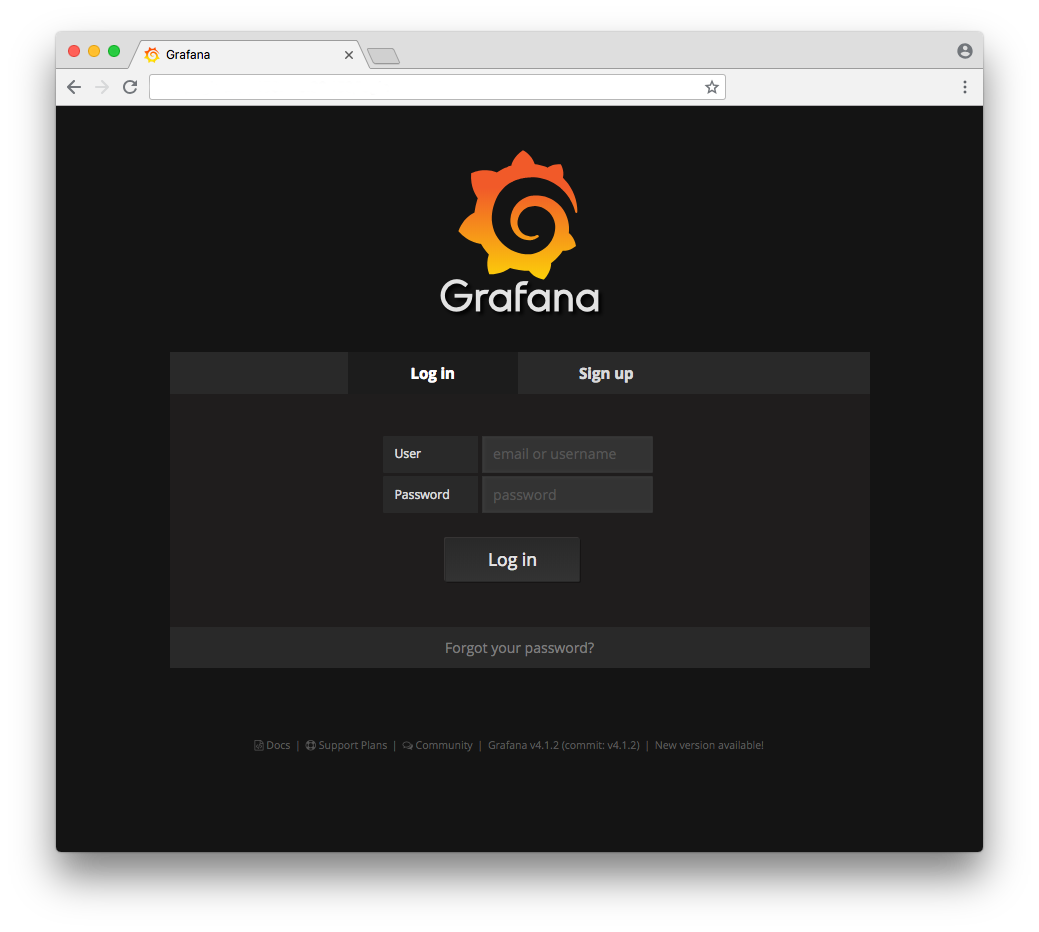 Grafana
Grafana
Log in Sign up
User email or username
Password password
Log in
Forgot your password?
Docs | Support Plans | Community | Grafana v4.1.2 (commit: v4.1.2) | New version available!